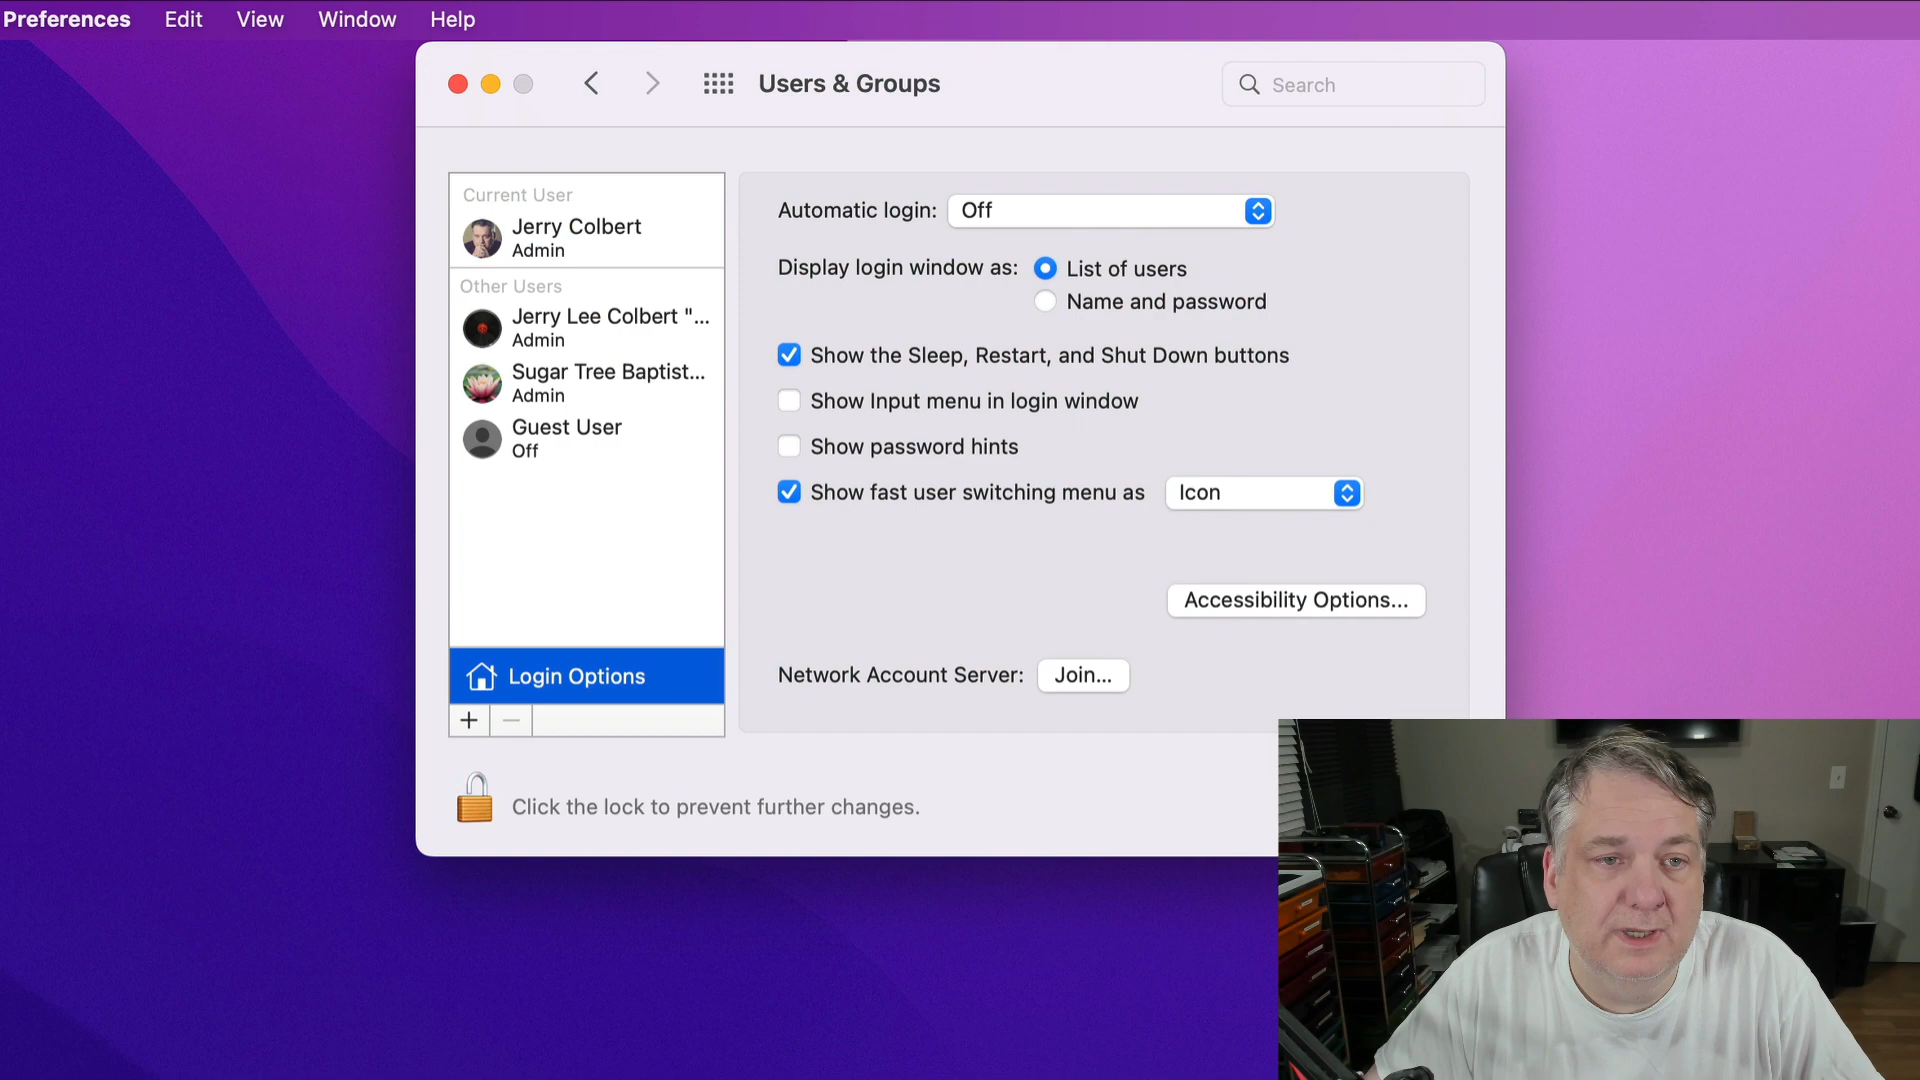 Preferences Edit View Window Help
Users & Groups
Search
Current User
Jerry Colbert
Admin
Other Users
Jerry Lee Colbert "...
Admin
Sugar Tree Baptist...
Admin
Guest User
Off
Login Options
Automatic login: Off
Display login window as: List of users
Name and password
Show the Sleep, Restart, and Shut Down buttons
Show Input menu in login window
Show password hints
Show fast user switching menu as Icon
Accessibility Options...
Network Account Server: Join...
Click the lock to prevent further changes.